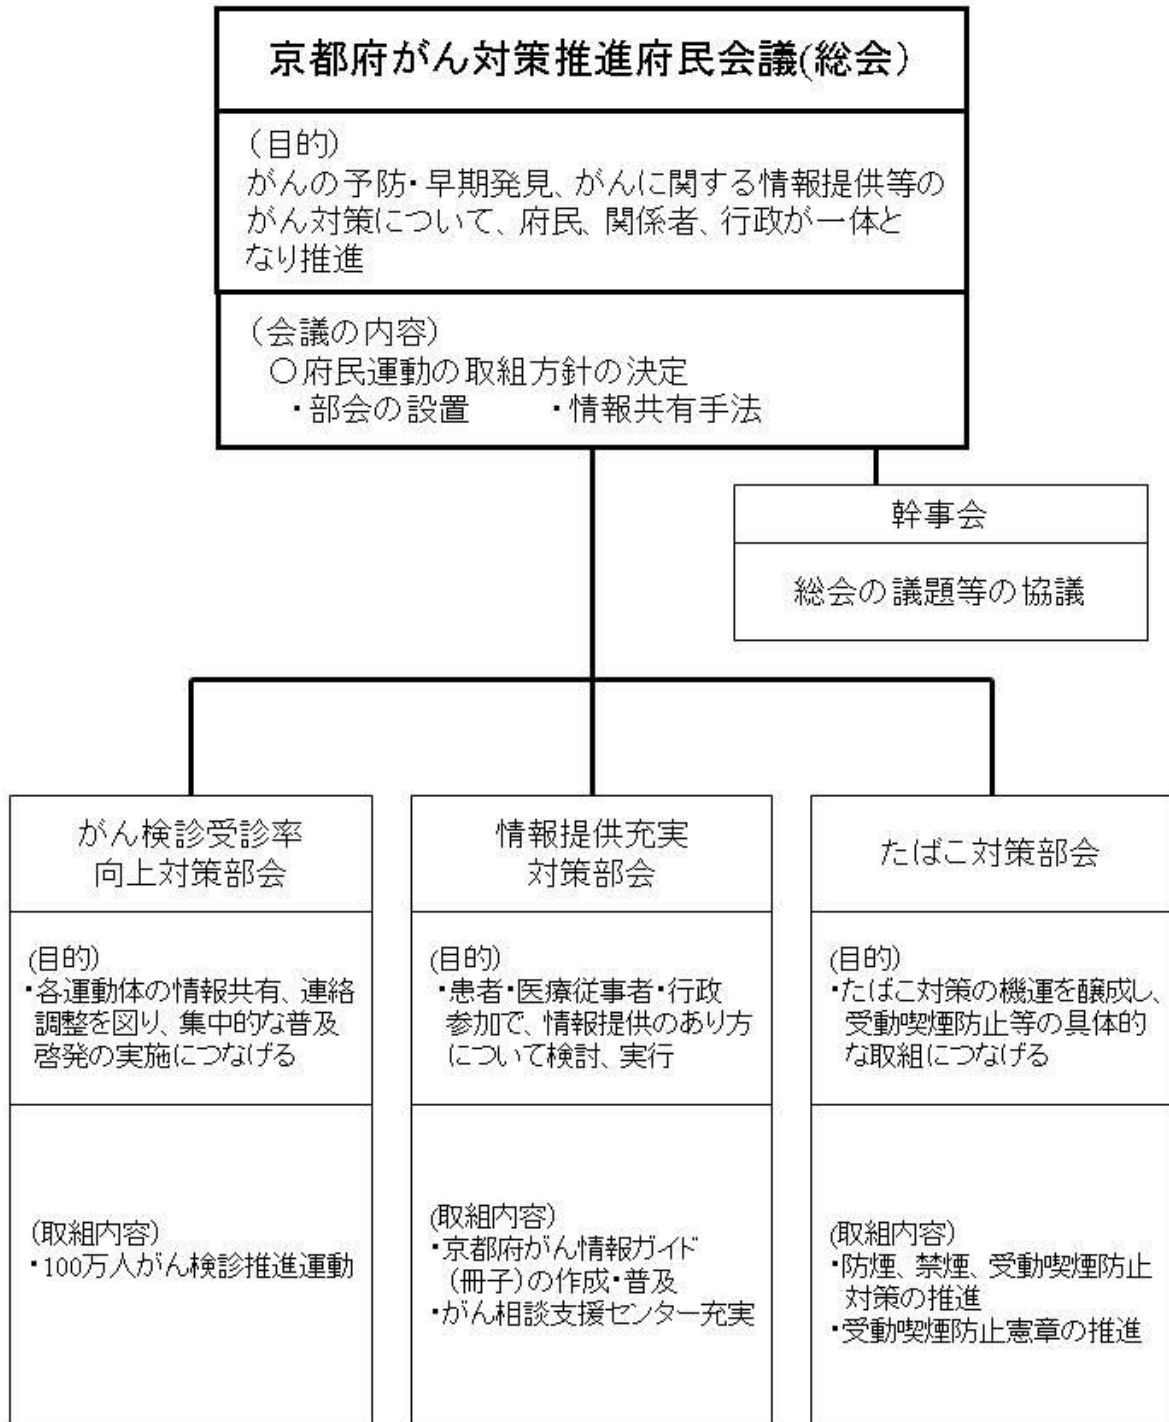 京都府がん対策推進府民会議(総会)
(目的)
がんの予防・早期発見、がんに関する情報提供等の
がん対策について、府民、関係者、行政が一体と
なり推進
(会議の内容)
○府民運動の取組方針の決定
・部会の設置　・情報共有手法
幹事会
総会の議題等の協議
がん検診受診率
向上対策部会
(目的)
・各運動体の情報共有、連絡
調整を図り、集中的な普及
啓発の実施につなげる
(取組内容)
・100万人がん検診推進運動
情報提供充実
対策部会
(目的)
・患者・医療従事者・行政
参加で、情報提供のあり方
について検討、実行
(取組内容)
・京都府がん情報ガイド
(冊子)の作成・普及
・がん相談支援センター充実
たばこ対策部会
(目的)
・たばこ対策の機運を醸成し、
受動喫煙防止等の具体的
な取組につなげる
(取組内容)
・防煙、禁煙、受動喫煙防止
対策の推進
・受動喫煙防止憲章の推進